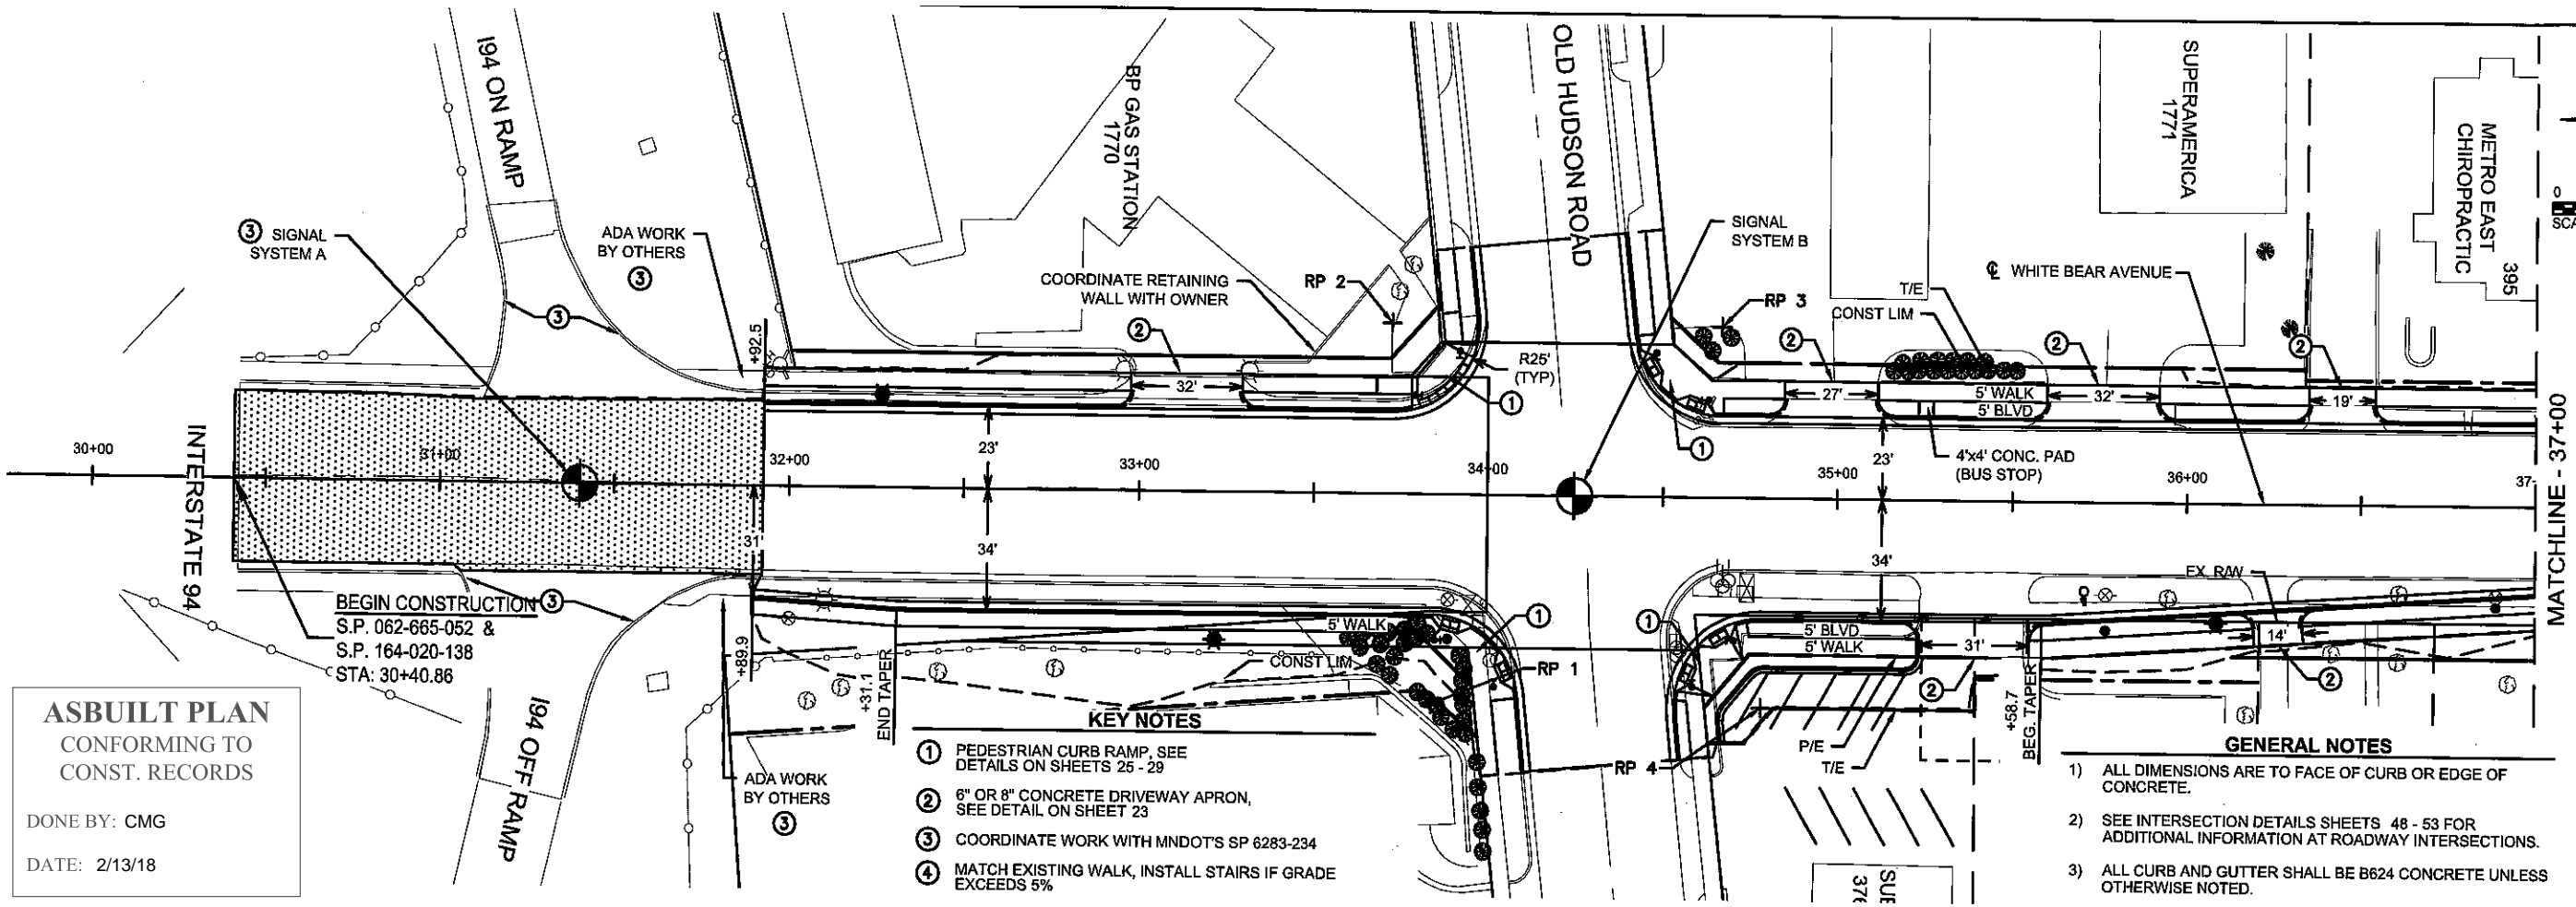 I94 ON RAMP
BP GAS STATION
1770
OLD HUDSON ROAD
SUPERAMERICA
1771
METRO EAST
CHIROPRACTIC
395
0
③ SIGNAL
SYSTEM A
ADA WORK
BY OTHERS
③
③
COORDINATE RETAINING
WALL WITH OWNER
RP 2
②
SIGNAL
SYSTEM B
RP 3
T/E
CONST LIM
℄ WHITE BEAR AVENUE
②
②
②
+92.5
R25'
(TYP)
①
①
32'
27'
5' WALK
5' BLVD
32'
19'
4'x4' CONC. PAD
(BUS STOP)
23'
23'
INTERSTATE 94
30+00
31+00
32+00
33+00
34+00
35+00
36+00
37-
MATCHLINE - 37+00
31'
34'
34'
EX. R/W
BEGIN CONSTRUCTION
S.P. 062-665-052 &
S.P. 164-020-138
STA: 30+40.86
③
+89.9
+31.1
END TAPER
5' WALK
CONST LIM
①
RP 1
①
5' BLVD
5' WALK
31'
14'
②
②
+58.7
BEG. TAPER
P/E
T/E
RP 4
I94 OFF RAMP
ADA WORK
BY OTHERS
③
ASBUILT PLAN
CONFORMING TO
CONST. RECORDS
DONE BY: CMG
DATE: 2/13/18
KEY NOTES
① PEDESTRIAN CURB RAMP, SEE
DETAILS ON SHEETS 25 - 29
② 6" OR 8" CONCRETE DRIVEWAY APRON,
SEE DETAIL ON SHEET 23
③ COORDINATE WORK WITH MNDOT'S SP 6283-234
④ MATCH EXISTING WALK, INSTALL STAIRS IF GRADE
EXCEEDS 5%
GENERAL NOTES
1) ALL DIMENSIONS ARE TO FACE OF CURB OR EDGE OF
CONCRETE.
2) SEE INTERSECTION DETAILS SHEETS 48 - 53 FOR
ADDITIONAL INFORMATION AT ROADWAY INTERSECTIONS.
3) ALL CURB AND GUTTER SHALL BE B624 CONCRETE UNLESS
OTHERWISE NOTED.